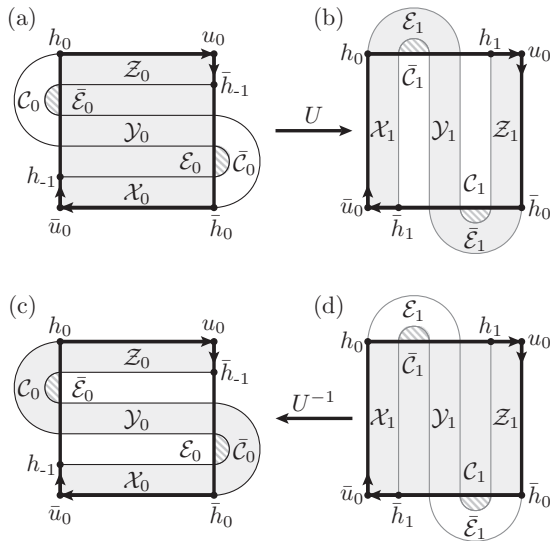 (a) (b)
h₀ u₀ ℰ₁
h₀ h₁ u₀
𝒵₀ h̄₋₁ 𝒞̄₁
𝒞₀ ℰ̄₀ U 𝒳₁ 𝒴₁ 𝒵₁
𝒴₀
ℰ₀ 𝒞̄₀
h₋₁ 𝒳₀ 𝒞₁
ū₀ h̄₀ ū₀ h̄₁ ℰ̄₁ h̄₀
(c) (d)
h₀ u₀ ℰ₁
h₀ h₁ u₀
𝒵₀ h̄₋₁ 𝒞̄₁
𝒞₀ ℰ̄₀ U⁻¹ 𝒳₁ 𝒴₁ 𝒵₁
𝒴₀
ℰ₀ 𝒞̄₀
h₋₁ 𝒳₀ 𝒞₁
ū₀ h̄₀ ū₀ h̄₁ ℰ̄₁ h̄₀